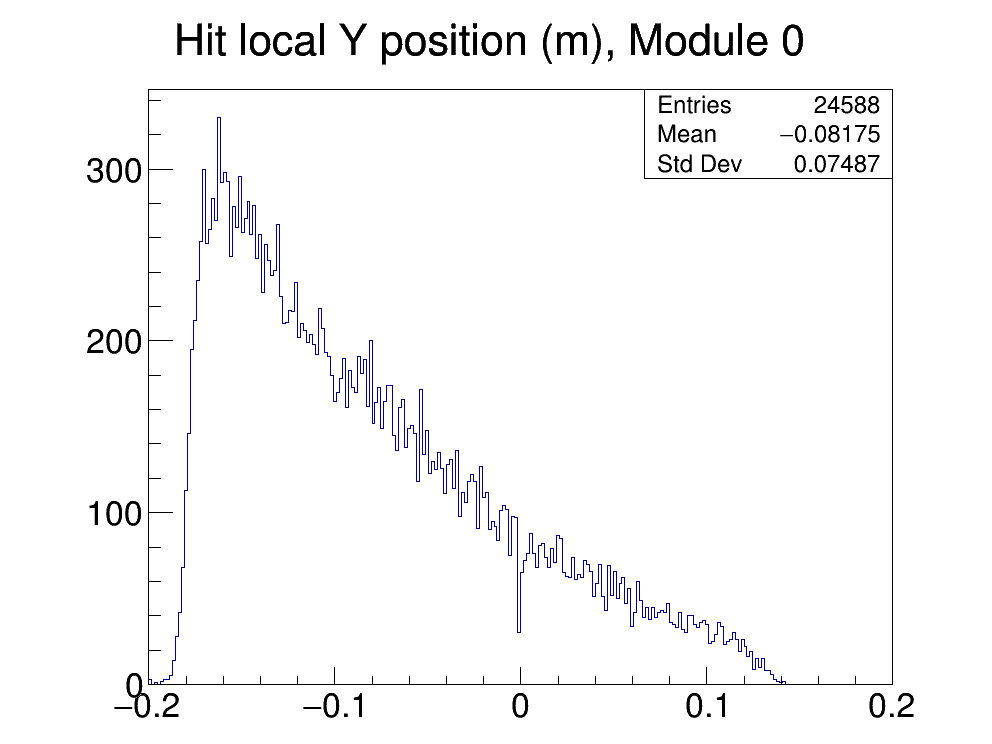 Hit local Y position (m), Module 0
Entries 24588
Mean −0.08175
Std Dev 0.07487
300
200
100
0
−0.2 −0.1 0 0.1 0.2